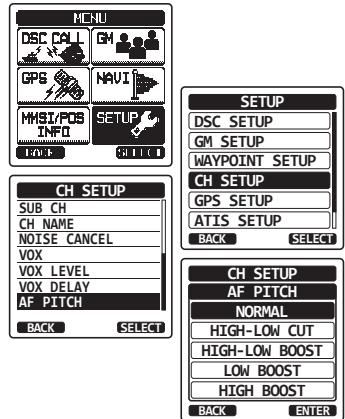 MENU
DSC CALL
GM
GPS
NAVI
MMSI/POS
INFO
SETUP
BACK
SELECT
SETUP
DSC SETUP
GM SETUP
WAYPOINT SETUP
CH SETUP
GPS SETUP
ATIS SETUP
BACK
SELECT
CH SETUP
SUB CH
CH NAME
NOISE CANCEL
VOX
VOX LEVEL
VOX DELAY
AF PITCH
BACK
SELECT
CH SETUP
AF PITCH
NORMAL
HIGH-LOW CUT
HIGH-LOW BOOST
LOW BOOST
HIGH BOOST
BACK
ENTER